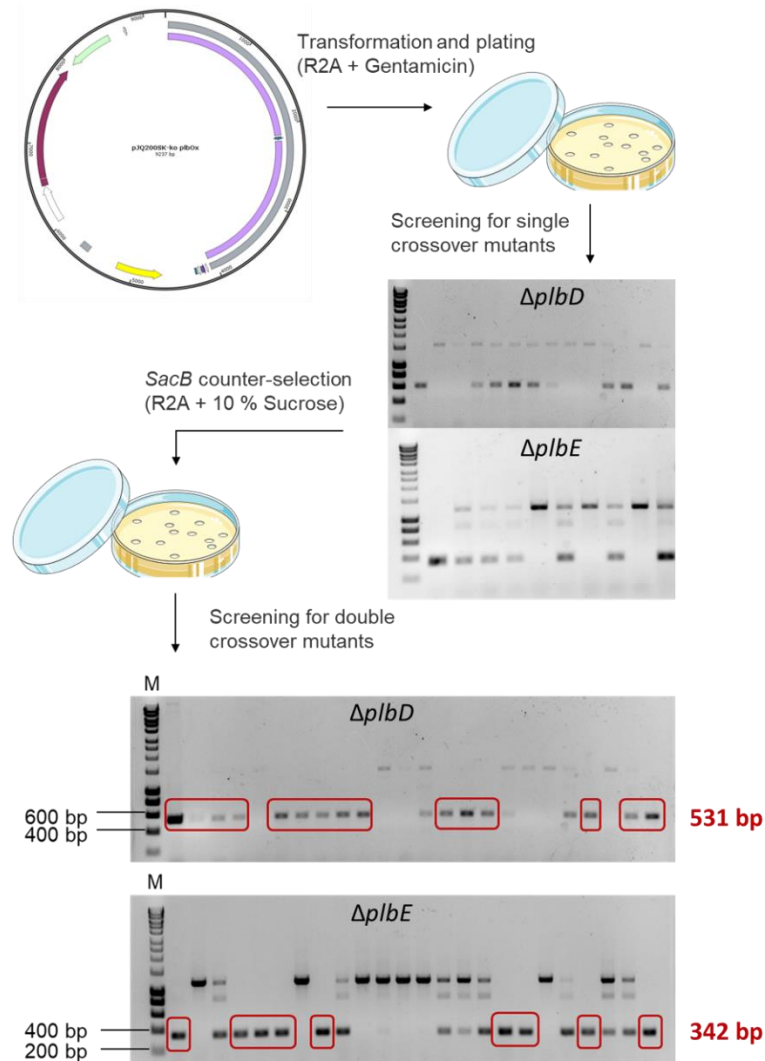 Transformation and plating
(R2A + Gentamicin)
pJQ200SK-ko plbDx
9237 bp
Screening for single
crossover mutants
ΔplbD
SacB counter-selection
(R2A + 10 % Sucrose)
ΔplbE
Screening for double
crossover mutants
M
ΔplbD
600 bp
400 bp
531 bp
M
ΔplbE
400 bp
200 bp
342 bp